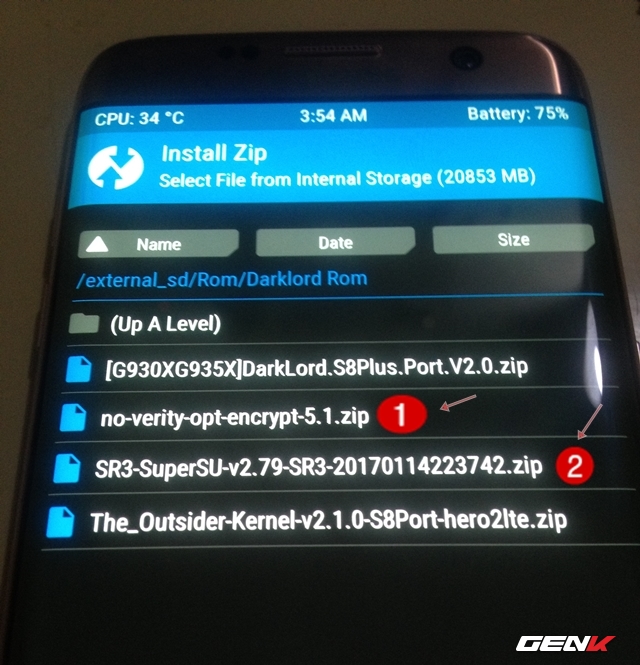 CPU: 34 °C 3:54 AM Battery: 75%
Install Zip
Select File from Internal Storage (20853 MB)
Name Date Size
/external_sd/Rom/Darklord Rom
(Up A Level)
[G930XG935X]DarkLord.S8Plus.Port.V2.0.zip
no-verity-opt-encrypt-5.1.zip 1
SR3-SuperSU-v2.79-SR3-20170114223742.zip 2
The_Outsider-Kernel-v2.1.0-S8Port-hero2lte.zip
GENK